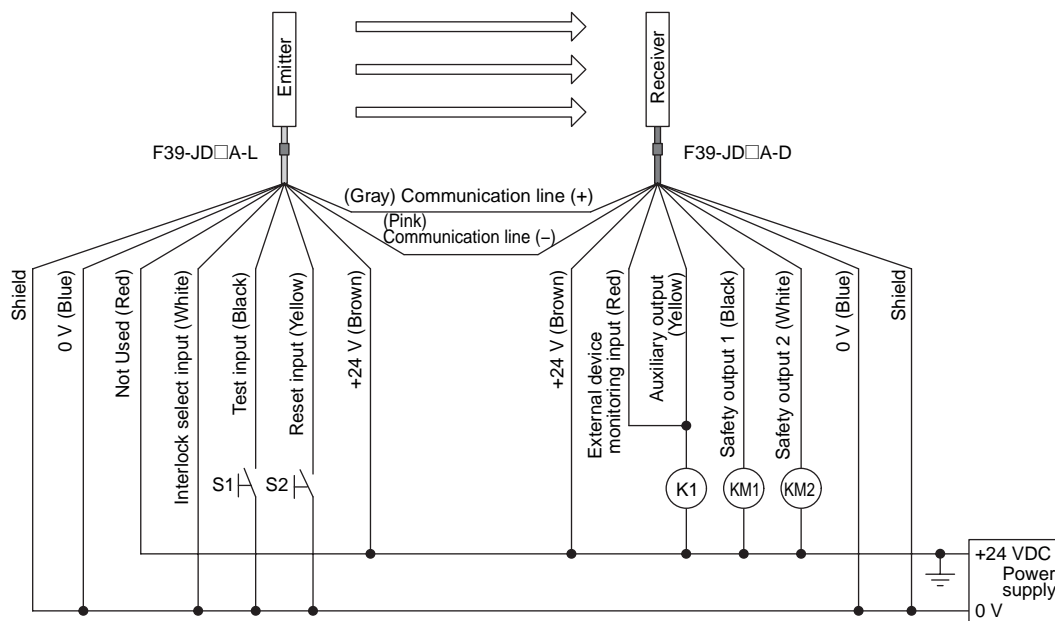 Emitter
Receiver
F39-JD□A-L
F39-JD□A-D
(Gray) Communication line (+)
(Pink)
Communication line (–)
Shield
0 V (Blue)
Not Used (Red)
Interlock select input (White)
Test input (Black)
Reset input (Yellow)
+24 V (Brown)
+24 V (Brown)
External device
monitoring input (Red)
Auxiliary output
(Yellow)
Safety output 1 (Black)
Safety output 2 (White)
0 V (Blue)
Shield
S1
S2
K1
KM1
KM2
+24 VDC
Power
supply
0 V